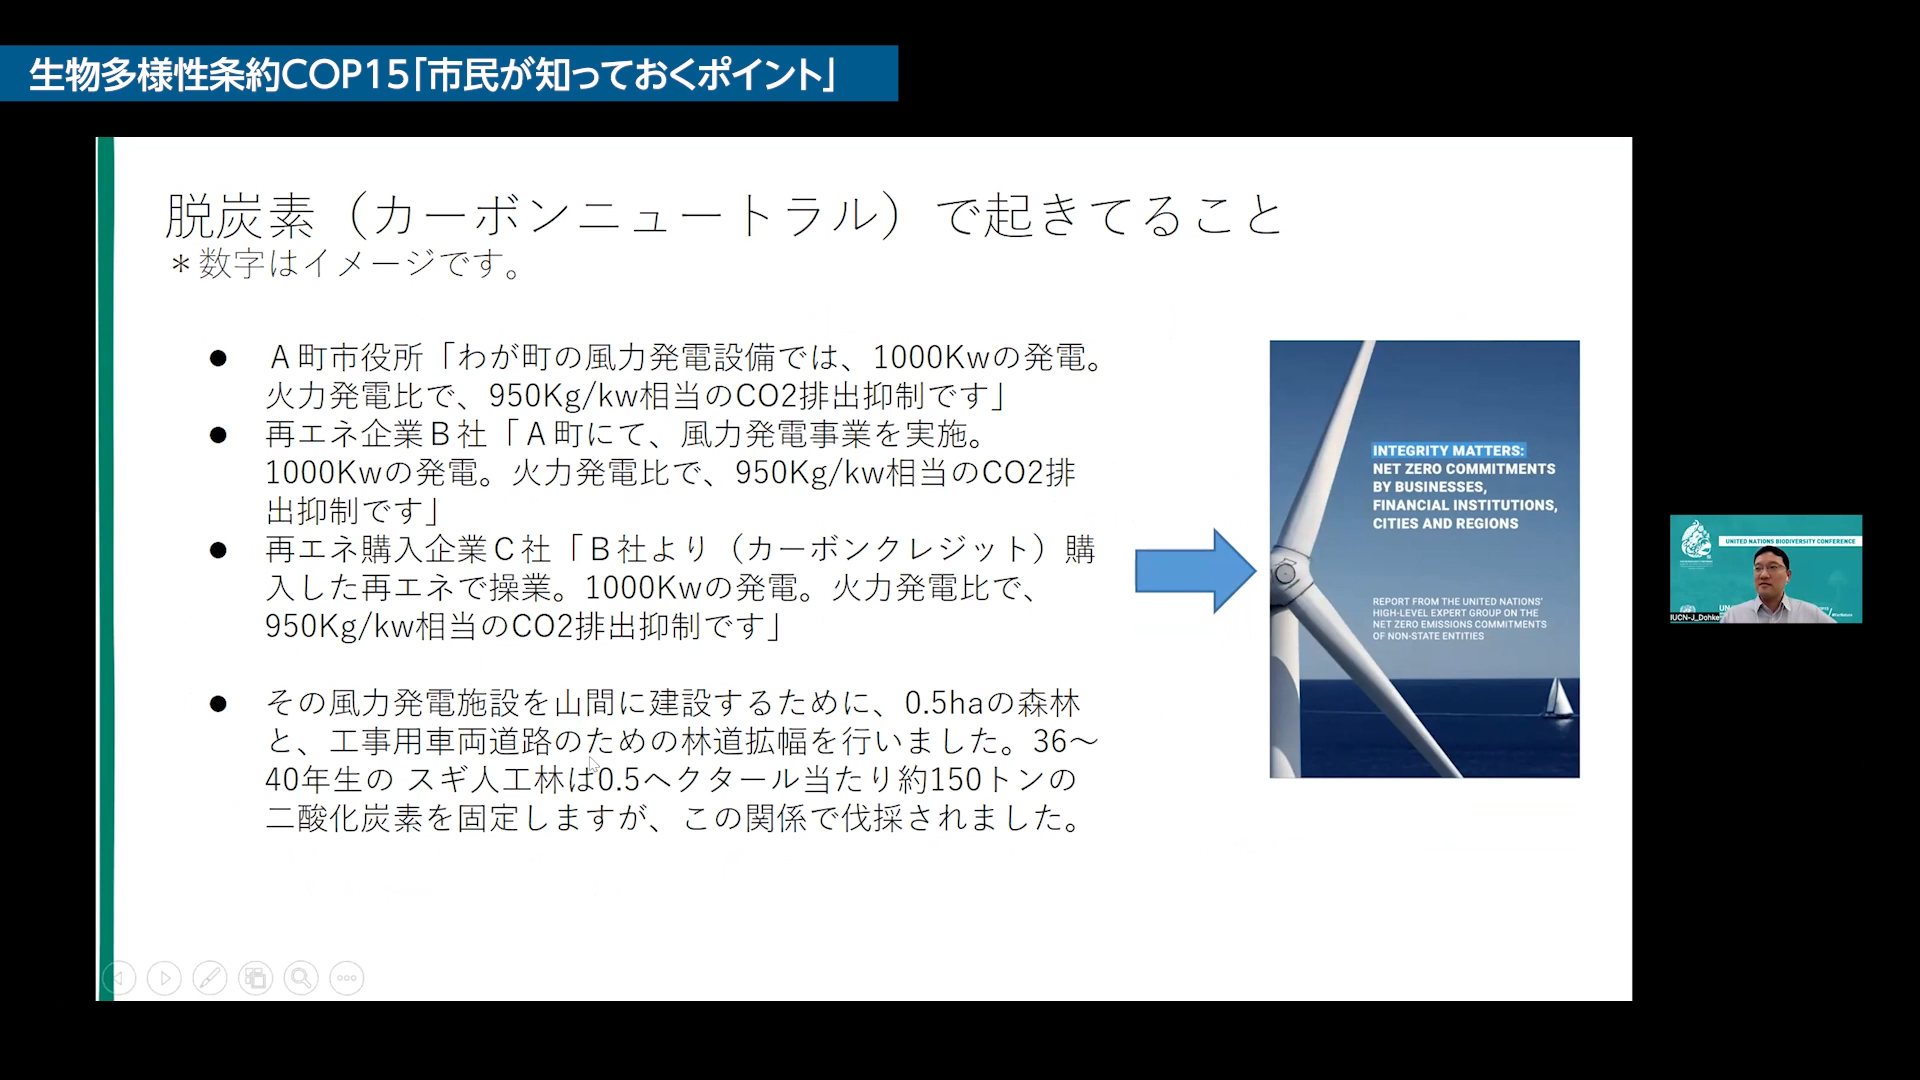 生物多様性条約COP15「市民が知っておくポイント」
脱炭素（カーボンニュートラル）で起きてること
＊数字はイメージです。
● Ａ町市役所「わが町の風力発電設備では、1000Kwの発電。
火力発電比で、950Kg/kw相当のCO2排出抑制です」
● 再エネ企業Ｂ社「Ａ町にて、風力発電事業を実施。
1000Kwの発電。火力発電比で、950Kg/kw相当のCO2排
出抑制です」
● 再エネ購入企業Ｃ社「Ｂ社より（カーボンクレジット）購
入した再エネで操業。1000Kwの発電。火力発電比で、
950Kg/kw相当のCO2排出抑制です」
● その風力発電施設を山間に建設するために、0.5haの森林
と、工事用車両道路のための林道拡幅を行いました。36～
40年生の スギ人工林は0.5ヘクタール当たり約150トンの
二酸化炭素を固定しますが、この関係で伐採されました。
INTEGRITY MATTERS:
NET ZERO COMMITMENTS
BY BUSINESSES,
FINANCIAL INSTITUTIONS,
CITIES AND REGIONS
REPORT FROM THE UNITED NATIONS'
HIGH-LEVEL EXPERT GROUP ON THE
NET ZERO EMISSIONS COMMITMENTS
OF NON-STATE ENTITIES
UNITED NATIONS BIODIVERSITY CONFERENCE
IUCN-J_Dohke